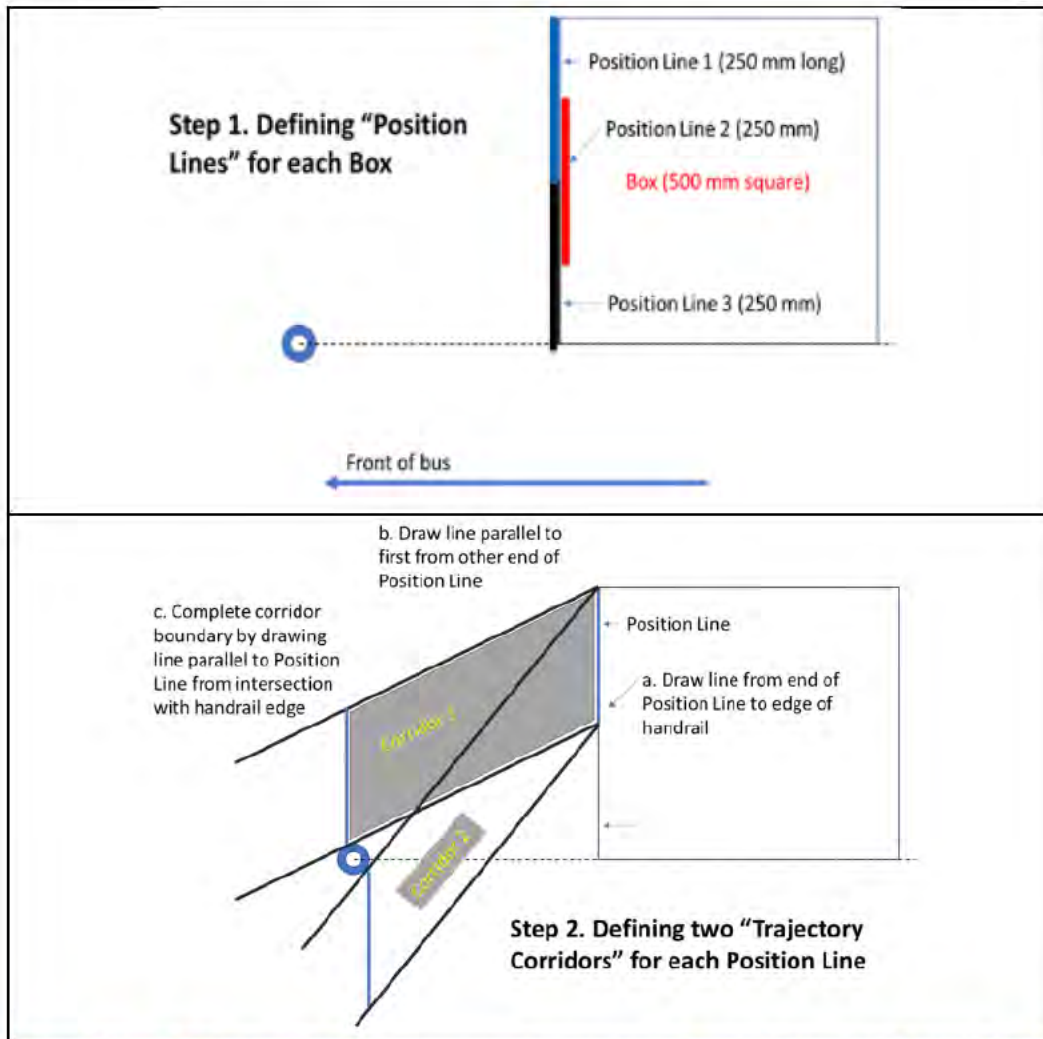 Step 1. Defining “Position
Lines” for each Box
Position Line 1 (250 mm long)
Position Line 2 (250 mm)
Box (500 mm square)
Position Line 3 (250 mm)
Front of bus
b. Draw line parallel to
first from other end of
Position Line
c. Complete corridor
boundary by drawing
line parallel to Position
Line from intersection
with handrail edge
Position Line
a. Draw line from end of
Position Line to edge of
handrail
Corridor
Corridor 2
Step 2. Defining two “Trajectory
Corridors” for each Position Line